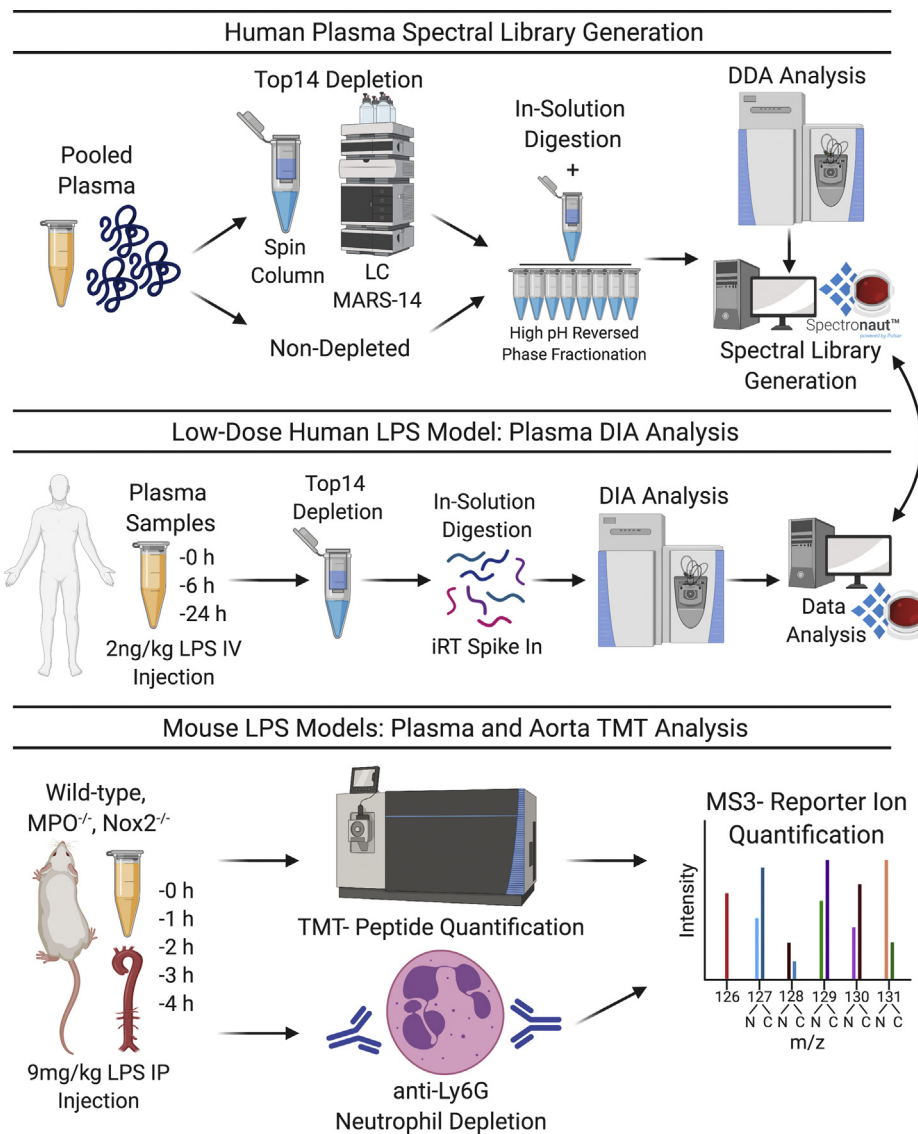 Human Plasma Spectral Library Generation
Top14 Depletion
DDA Analysis
In-Solution
Digestion
+
Pooled
Plasma
Spin
Column
LC
MARS-14
Non-Depleted
High pH Reversed
Phase Fractionation
Spectronaut™
powered by Pulsar
Spectral Library
Generation
Low-Dose Human LPS Model: Plasma DIA Analysis
Plasma
Samples
-0 h
-6 h
-24 h
2ng/kg LPS IV
Injection
Top14
Depletion
In-Solution
Digestion
iRT Spike In
DIA Analysis
Data
Analysis
Mouse LPS Models: Plasma and Aorta TMT Analysis
Wild-type,
MPO-/-, Nox2-/-
-0 h
-1 h
-2 h
-3 h
-4 h
9mg/kg LPS IP
Injection
TMT- Peptide Quantification
anti-Ly6G
Neutrophil Depletion
MS3- Reporter Ion
Quantification
Intensity
126 127 128 129 130 131
N C N C N C N C N C
m/z